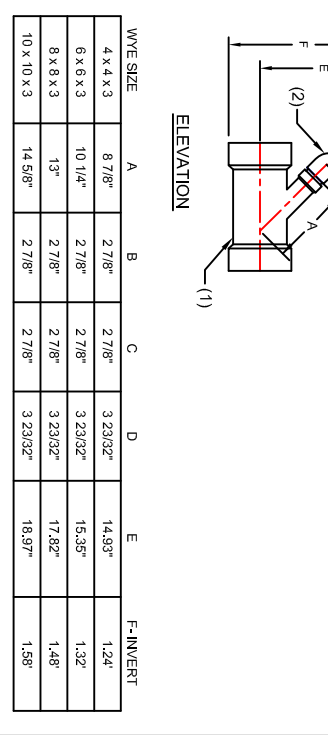 F
E
(2)
A
(1)
ELEVATION
WYE SIZE A B C D E F-INVERT
4 x 4 x 3 8 7/8" 2 7/8" 2 7/8" 3 23/32" 14.93" 1.24'
6 x 6 x 3 10 1/4" 2 7/8" 2 7/8" 3 23/32" 15.35" 1.32'
8 x 8 x 3 13" 2 7/8" 2 7/8" 3 23/32" 17.82" 1.48'
10 x 10 x 3 14 5/8" 2 7/8" 2 7/8" 3 23/32" 18.97" 1.58'